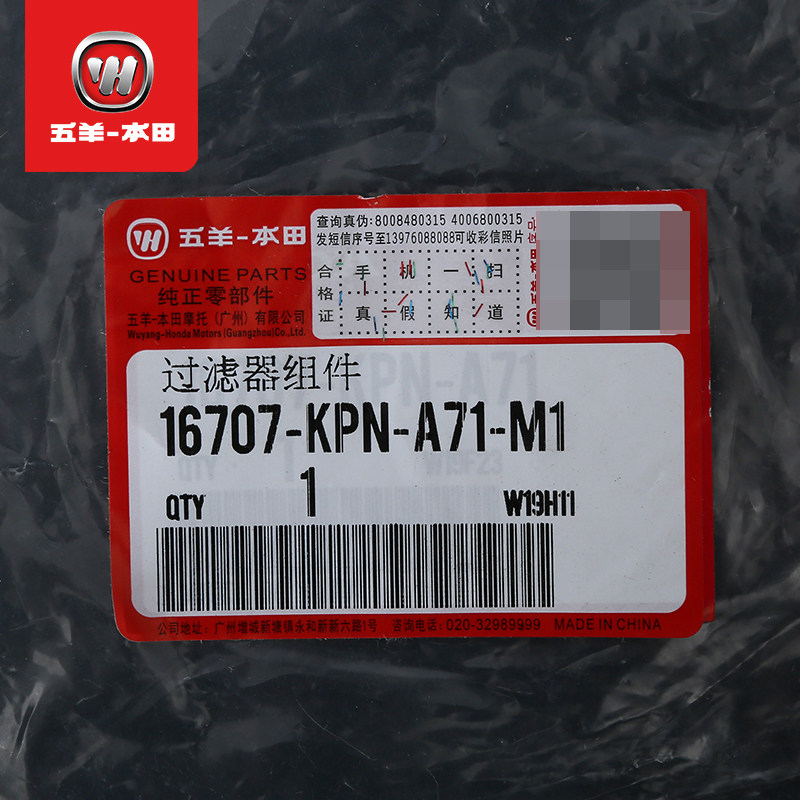 五羊-本田
五羊-本田
GENUINE PARTS
纯正零部件
五羊-本田摩托（广州）有限公司
Wuyang-Honda Motors (Guangzhou)Co.,Ltd.
查询真伪:8008480315 4006800315
发短信序号至13976088088可收彩信照片
合格证
手机一扫
真假知道
五羊-本田
过滤器组件
16707-KPN-A71-M1
QTY 1 W19H11
公司地址:广州增城新塘镇永和新新六路1号 咨询电话:020-32989999 MADE IN CHINA